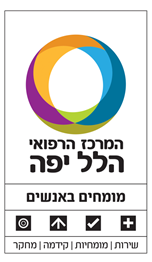 המרכז הרפואי
הלל יפה
מומחים באנשים
שירות | מומחיות | קידמה | מחקר